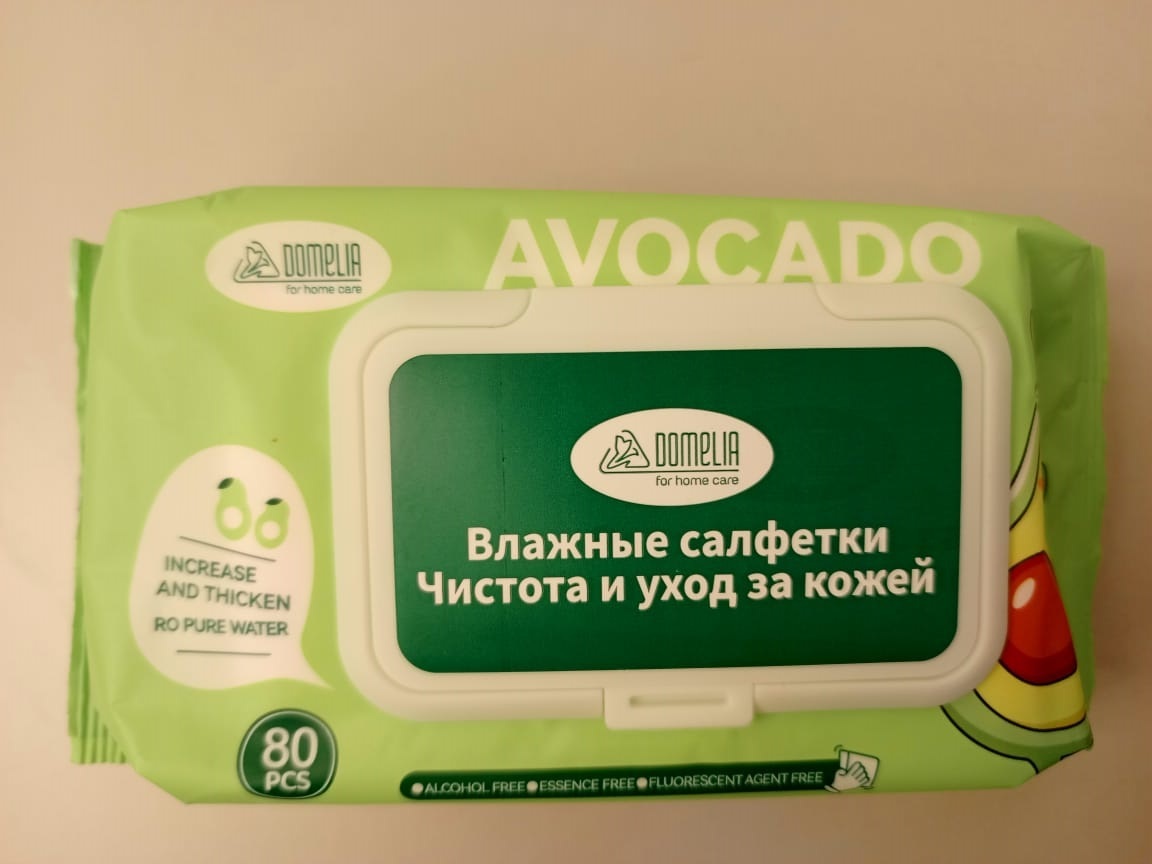 DOMELIA
for home care
AVOCADO
DOMELIA
for home care
Влажные салфетки
Чистота и уход за кожей
INCREASE
AND THICKEN
RO PURE WATER
80
PCS
ALCOHOL FREE ESSENCE FREE FLUORESCENT AGENT FREE